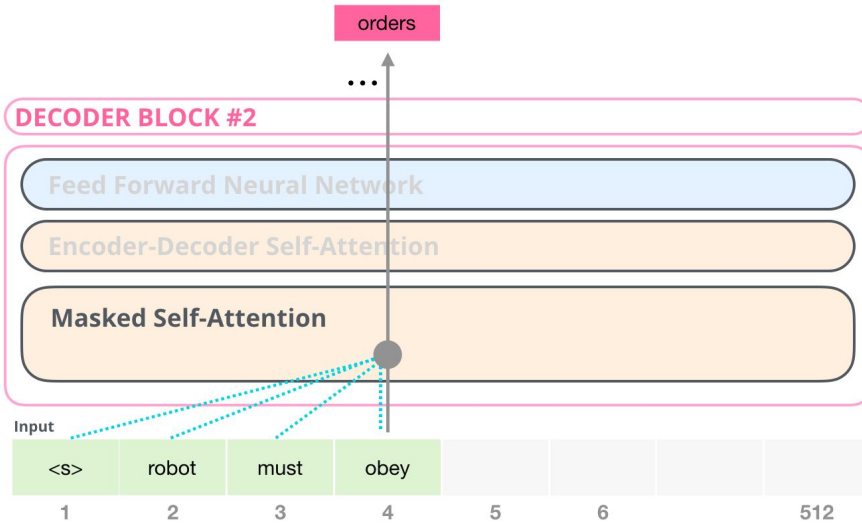 orders
...
DECODER BLOCK #2
Feed Forward Neural Network
Encoder-Decoder Self-Attention
Masked Self-Attention
Input
<s> robot must obey
1 2 3 4 5 6 512